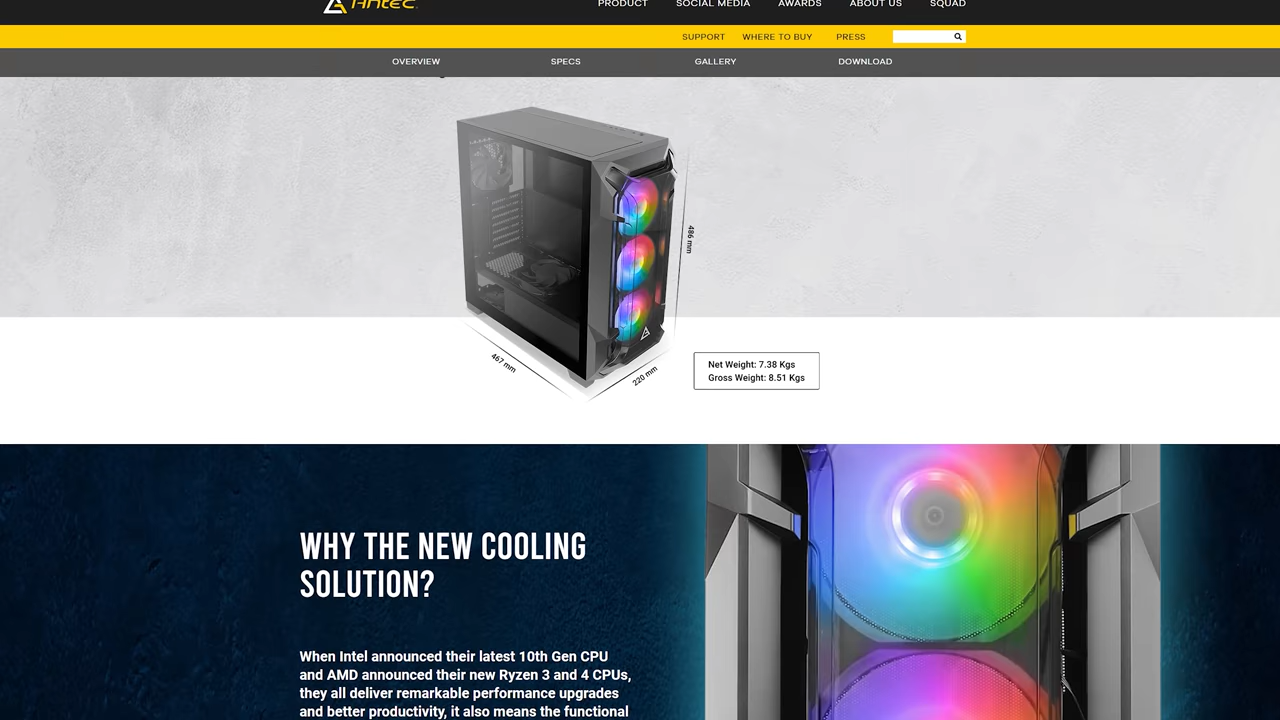 Antec
PRODUCT SOCIAL MEDIA AWARDS ABOUT US SQUAD
SUPPORT WHERE TO BUY PRESS
OVERVIEW SPECS GALLERY DOWNLOAD
486 mm
467 mm
220 mm
Net Weight: 7.38 Kgs
Gross Weight: 8.51 Kgs
WHY THE NEW COOLING
SOLUTION?
When Intel announced their latest 10th Gen CPU
and AMD announced their new Ryzen 3 and 4 CPUs,
they all deliver remarkable performance upgrades
and better productivity, it also means the functional